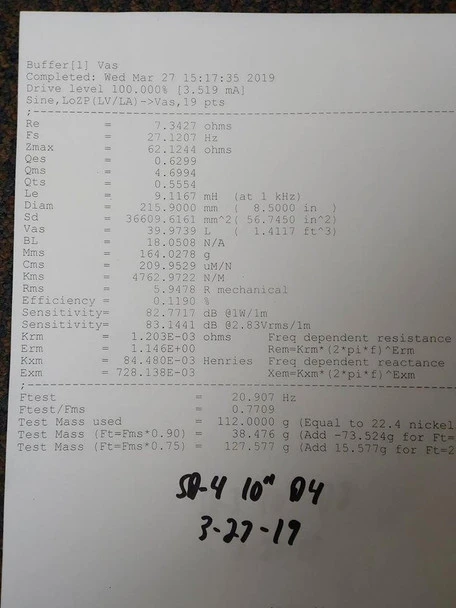 Buffer[1] Vas
Completed: Wed Mar 27 15:17:35 2019
Drive level 100.000% [3.519 mA]
Sine,LoZP(LV/LA)->Vas,19 pts
;---------------------------------------------------
Re = 7.3427 ohms
Fs = 27.1207 Hz
Zmax = 62.1244 ohms
Qes = 0.6299
Qms = 4.6994
Qts = 0.5554
Le = 9.1167 mH (at 1 kHz)
Diam = 215.9000 mm ( 8.5000 in )
Sd = 36609.6161 mm^2( 56.7450 in^2)
Vas = 39.9739 L ( 1.4117 ft^3)
BL = 18.0508 N/A
Mms = 164.0278 g
Cms = 209.9529 uM/N
Kms = 4762.9722 N/M
Rms = 5.9478 R mechanical
Efficiency = 0.1190 %
Sensitivity= 82.7717 dB @1W/1m
Sensitivity= 83.1441 dB @2.83Vrms/1m
Krm = 1.203E-03 ohms Freq dependent resistance
Erm = 1.146E+00 Rem=Krm*(2*pi*f)^Erm
Kxm = 84.480E-03 Henries Freq dependent reactance
Exm = 728.138E-03 Xem=Kxm*(2*pi*f)^Exm
;---------------------------------------------------
Ftest = 20.907 Hz
Ftest/Fms = 0.7709
Test Mass used = 112.0000 g (Equal to 22.4 nickel
Test Mass (Ft=Fms*0.90) = 38.476 g (Add -73.524g for Ft=
Test Mass (Ft=Fms*0.75) = 127.577 g (Add 15.577g for Ft=2
SD-4 10" D4
3-27-19